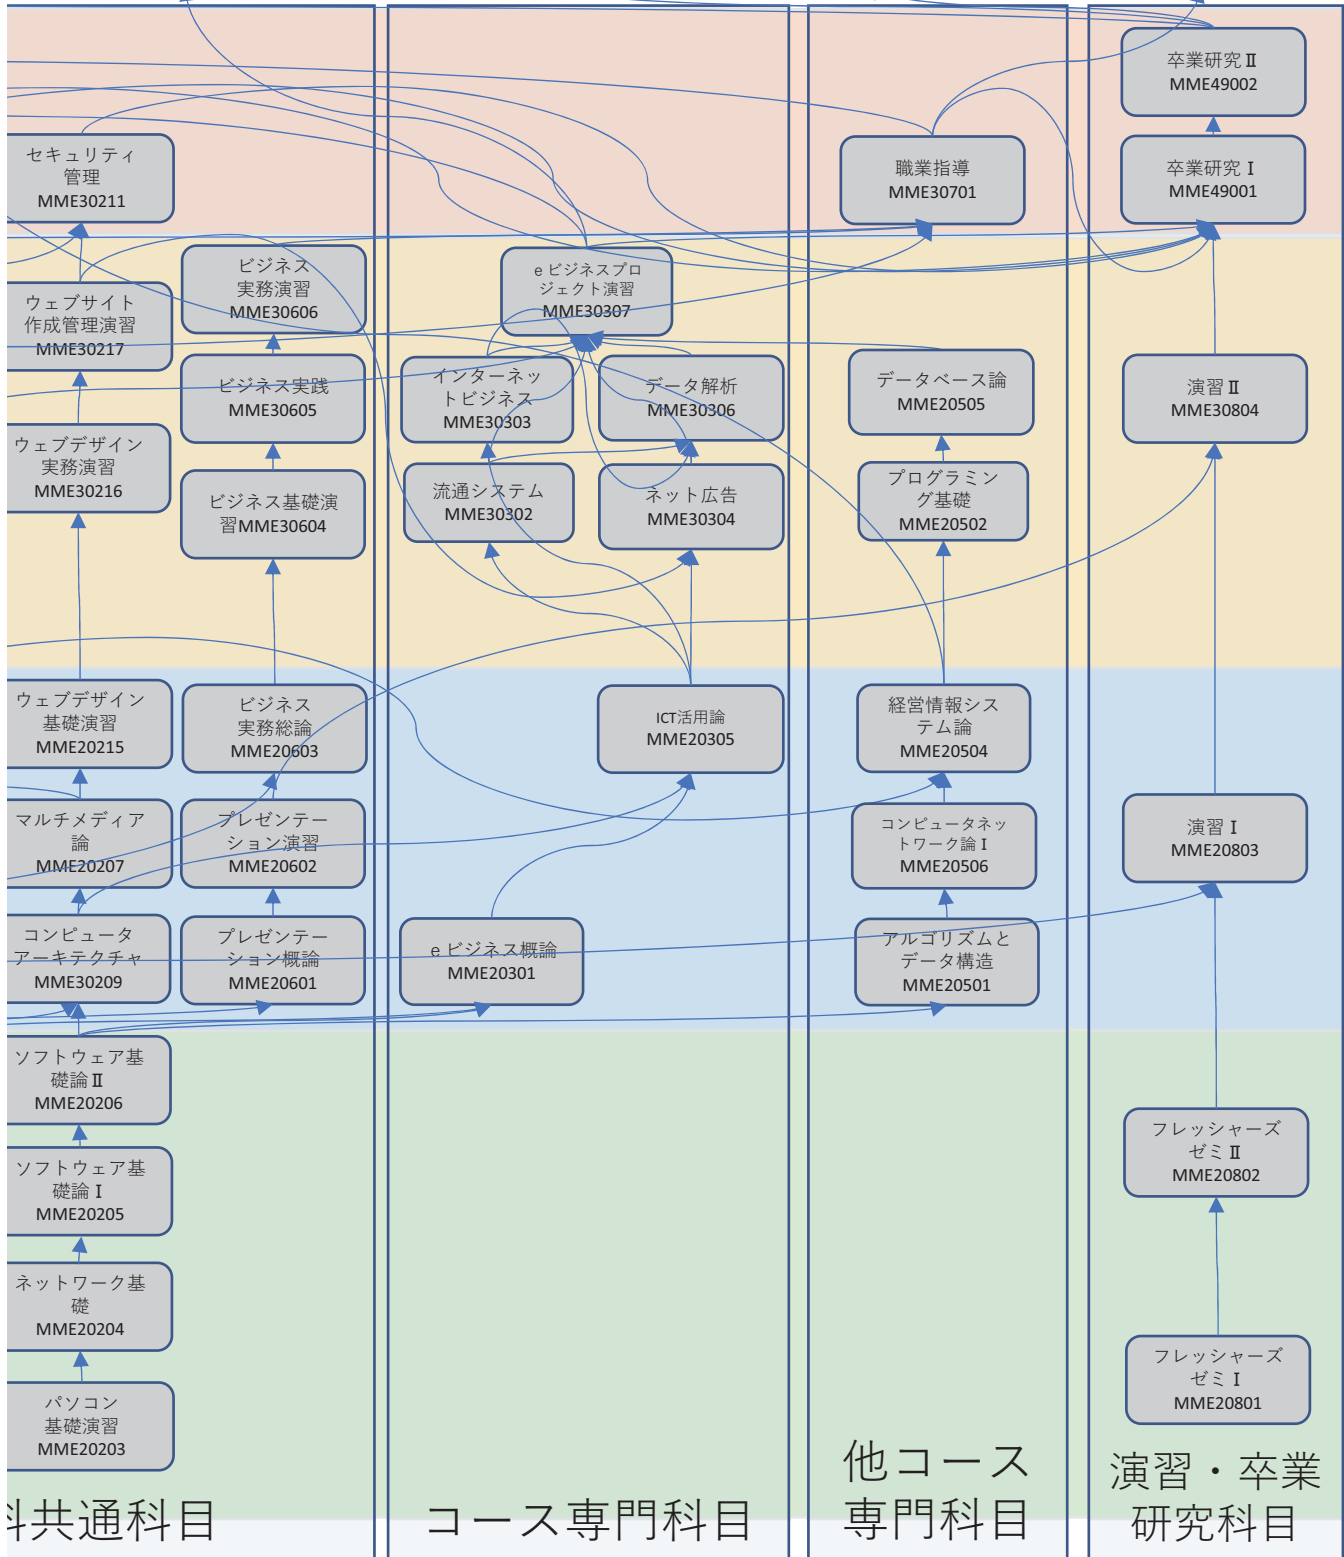 卒業研究Ⅱ
MME49002
セキュリティ
管理
MME30211
職業指導
MME30701
卒業研究Ⅰ
MME49001
ウェブサイト
作成管理演習
MME30217
ビジネス
実務演習
MME30606
eビジネスプロ
ジェクト演習
MME30307
ビジネス実践
MME30605
インターネッ
トビジネス
MME30303
データ解析
MME30306
データベース論
MME20505
演習Ⅱ
MME30804
ウェブデザイン
実務演習
MME30216
ビジネス基礎演
習MME30604
流通システム
MME30302
ネット広告
MME30304
プログラミン
グ基礎
MME20502
ウェブデザイン
基礎演習
MME20215
ビジネス
実務総論
MME20603
ICT活用論
MME20305
経営情報シス
テム論
MME20504
マルチメディア
論
MME20207
プレゼンテー
ション演習
MME20602
コンピュータネッ
トワーク論Ⅰ
MME20506
演習Ⅰ
MME20803
コンピュータ
アーキテクチャ
MME30209
プレゼンテー
ション概論
MME20601
eビジネス概論
MME20301
アルゴリズムと
データ構造
MME20501
ソフトウェア基
礎論Ⅱ
MME20206
ソフトウェア基
礎論Ⅰ
MME20205
フレッシャーズ
ゼミⅡ
MME20802
ネットワーク基
礎
MME20204
フレッシャーズ
ゼミⅠ
MME20801
パソコン
基礎演習
MME20203
科共通科目
コース専門科目
他コース
専門科目
演習・卒業
研究科目